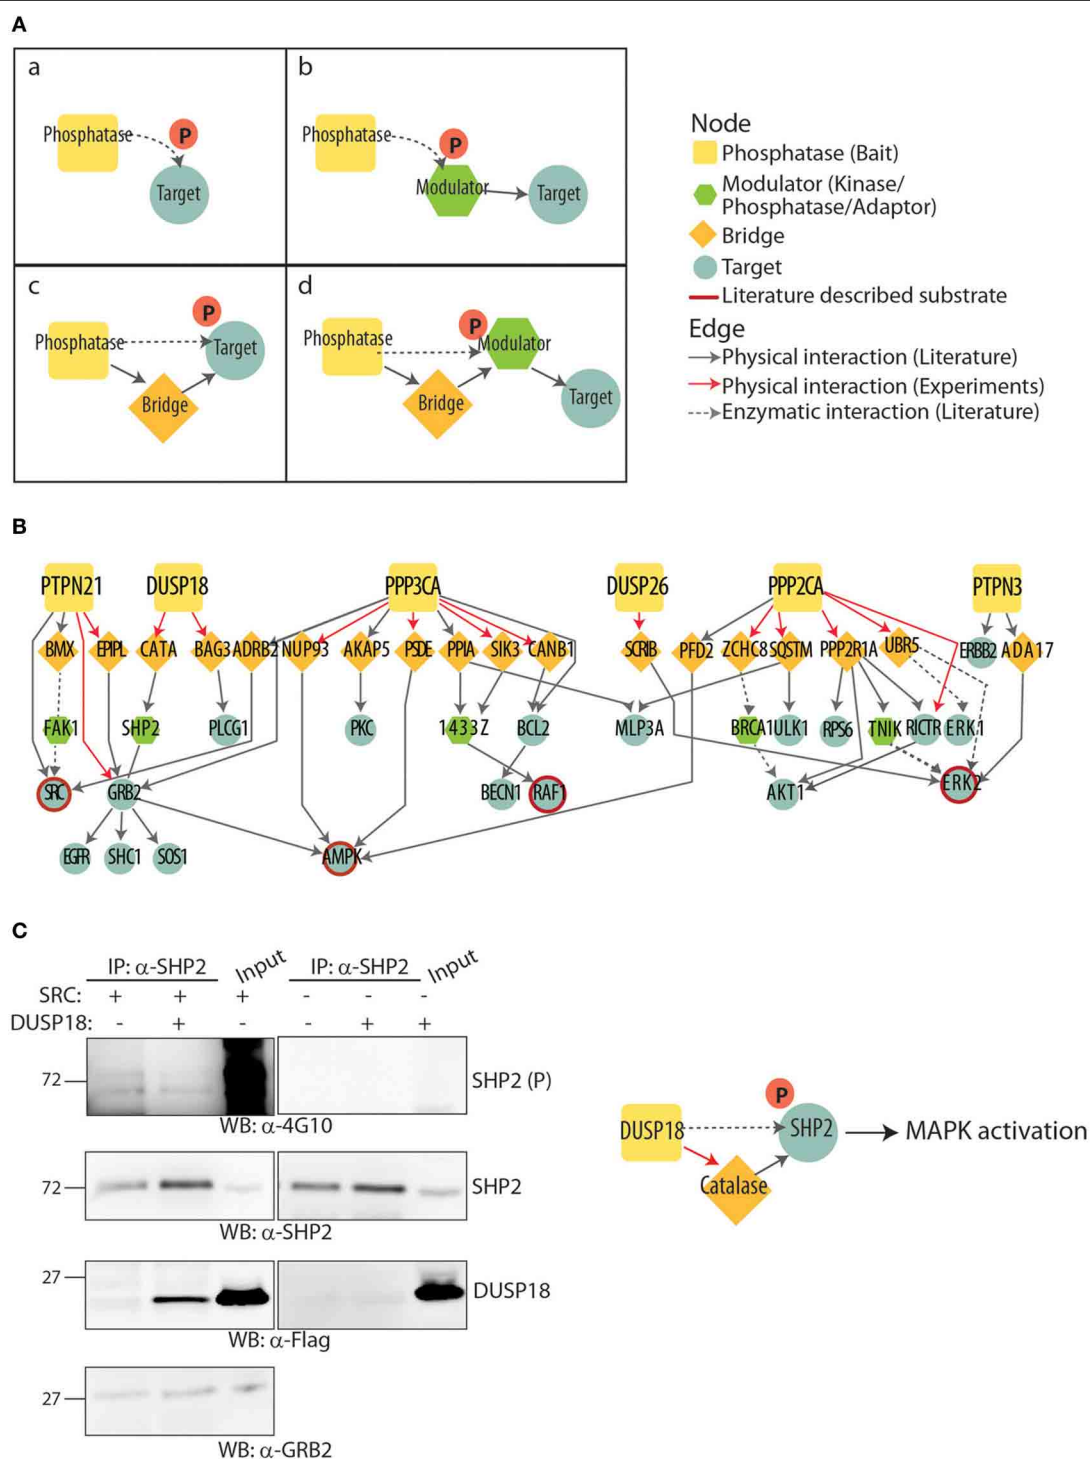 A
a
Phosphatase
P
Target
b
Phosphatase
P
Modulator
Target
c
Phosphatase
P
Target
Bridge
d
Phosphatase
P
Modulator
Bridge
Target
Node
Phosphatase (Bait)
Modulator (Kinase/
Phosphatase/Adaptor)
Bridge
Target
Literature described substrate
Edge
Physical interaction (Literature)
Physical interaction (Experiments)
Enzymatic interaction (Literature)
B
PTPN21 DUSP18 PPP3CA DUSP26 PPP2CA PTPN3
BMX EPIPL CATA BAG3 ADRB2 NUP93 AKAP5 PSDE PPIA SIK3 CANB1 SCRIB PFD2 ZCHC8 SQSTM PPP2R1A UBR5 ERBB2 ADA17
FAK1 SHP2 PLCG1 PKC 1433Z BCL2 MLP3A BRCA1 ULK1 RPS6 TNIK RICTR ERK1
SRC GRB2 BECN1 RAF1 AKT1 ERK2
EGFR SHC1 SOS1 AMPK
C
IP: α-SHP2 Input IP: α-SHP2 Input
SRC: + + + - - -
DUSP18: - + - - + +
72 SHP2 (P)
WB: α-4G10
72 SHP2
WB: α-SHP2
27 DUSP18
WB: α-Flag
27
WB: α-GRB2
P
DUSP18 SHP2 MAPK activation
Catalase